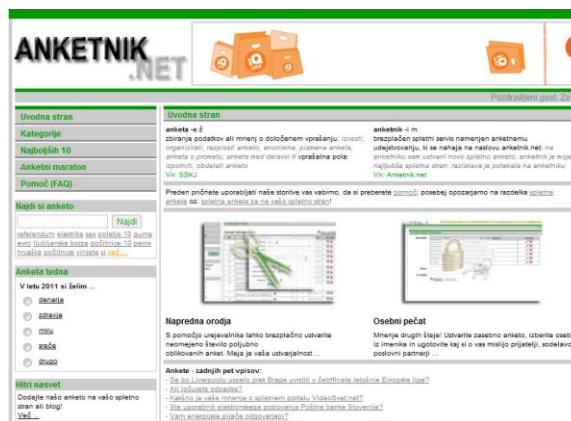 ANKETNIK
.NET
Pozdravljeni gost. Za
Uvodna stran
Kategorije
Najboljših 10
Anketni maraton
Pomoč (FAQ)
Najdi si anketo
Najdi
referendum elektrika sex poletje 10 gume
evro ljubljanska borza počitnice 10 penis
hrvaška počitnice vinjete si več ...
Anketa tedna
V letu 2011 si želim ...
denarja
zdravja
miru
sreče
drugo
Hitri nasvet
Dodajte našo anketo na vašo spletno
stran ali blog!
Več ...
Uvodna stran
anketa -e ž
zbiranje podatkov ali mnenj o določenem vprašanju: izvesti,
organizirati, razpisati anketo; anonimna, pismena anketa;
anketa o prometu; anketa med delavci // vprašalna pola:
izpolniti, obdelati anketo
Vir: SSKJ
anketnik -i m
brezplačen spletni servis namenjen anketnemu
udejstvovanju, ki se nahaja na naslovu anketnik.net: na
anketniku sem ustvaril novo spletno anketo; anketnik je moja
najljubša spletna stran; raziskava je potekala na anketniku
Vir: Anketnik.net
Preden pričnete uporabljati naše storitve vas vabimo, da si preberete pomoč; posebej opozarjamo na razdelka spletne
ankete oz. spletna anketa za na vašo spletno stran!
Napredna orodja
S pomočjo urejevalnika lahko brezplačno ustvarite
neomejeno število poljubno
oblikovanih anket. Meja je vaša ustvarjalnost ...
Osebni pečat
Mnenje drugih šteje! Ustvarite zasebno anketo, izberite osebe
iz imenika in ugotovite kaj si o vas mislijo prijatelji, sodelavci,
poslovni partnerji ...
Ankete - zadnjih pet vpisov:
- Se bo Liverpoolu uspelo prek Brage uvrstiti v četrtfinale letošnje Evropske lige?
- Ali ločujete odpadke?
- Kakšno je vaše mnenje o spletnem portalu VideoSvet.net?
- Ste uporabnik elektronskega poslovanja Poštne banke Slovenije?
- Vam energijske pijače odgovarjajo?